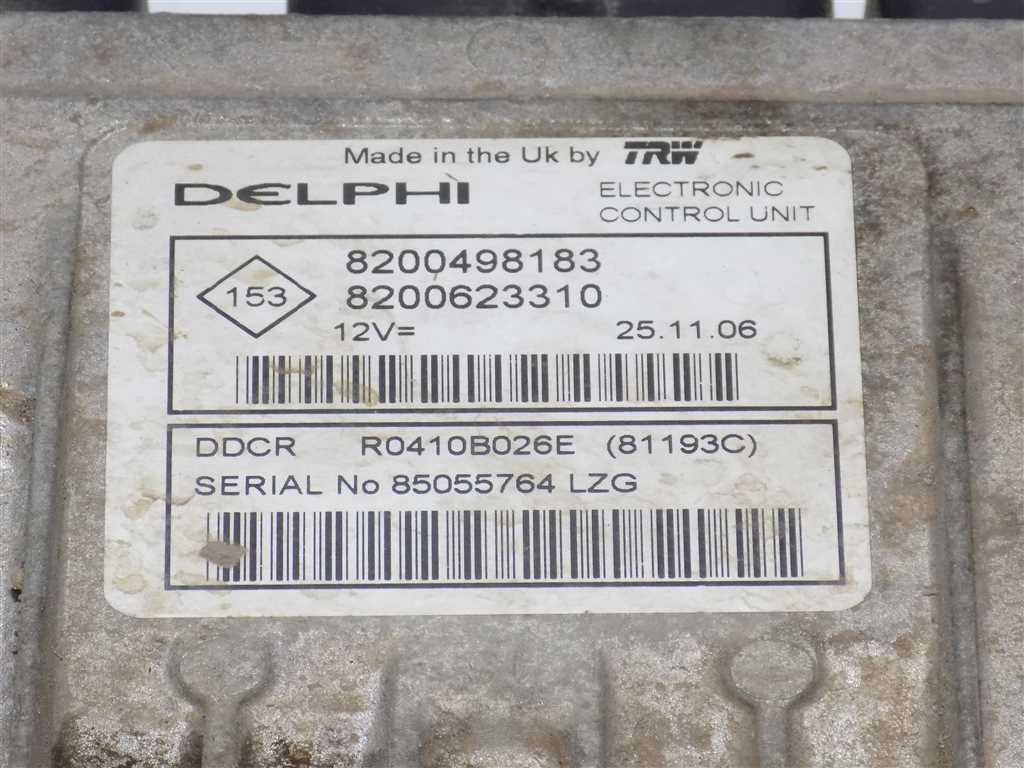 Made in the Uk by TRW
DELPHI
ELECTRONIC
CONTROL UNIT
153
8200498183
8200623310
12V= 25.11.06
DDCR R0410B026E (81193C)
SERIAL No 85055764 LZG